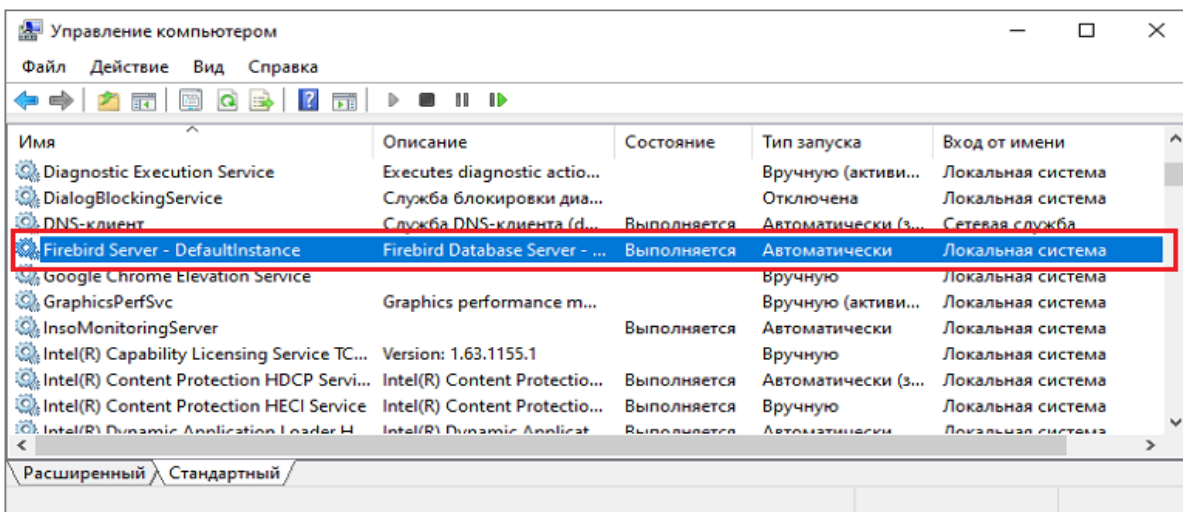 Управление компьютером
Файл Действие Вид Справка
Имя Описание Состояние Тип запуска Вход от имени
Diagnostic Execution Service Executes diagnostic actio... Вручную (активи... Локальная система
DialogBlockingService Служба блокировки диа... Отключена Локальная система
DNS-клиент Служба DNS-клиента (d... Выполняется Автоматически (з... Сетевая служба
Firebird Server - DefaultInstance Firebird Database Server - ... Выполняется Автоматически Локальная система
Google Chrome Elevation Service Вручную Локальная система
GraphicsPerfSvc Graphics performance m... Вручную (активи... Локальная система
InsoMonitoringServer Выполняется Автоматически Локальная система
Intel(R) Capability Licensing Service TC... Version: 1.63.1155.1 Вручную Локальная система
Intel(R) Content Protection HDCP Servi... Intel(R) Content Protectio... Выполняется Автоматически (з... Локальная система
Intel(R) Content Protection HECI Service Intel(R) Content Protectio... Выполняется Вручную Локальная система
Intel(R) Dynamic Application Loader H... Intel(R) Dynamic Applicat... Выполняется Автоматически Локальная система
Расширенный Стандартный